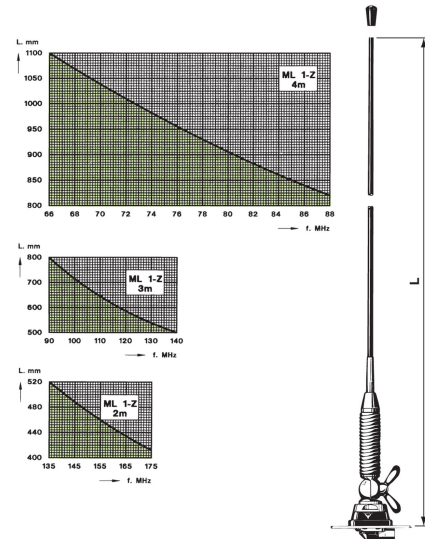 L. mm
1100
1050
1000
950
900
850
800
ML 1-Z
4m
66 68 70 72 74 76 78 80 82 84 86 88
f. MHz
L. mm
800
700
600
500
ML 1-Z
3m
90 100 110 120 130 140
f. MHz
L. mm
520
480
440
400
ML 1-Z
2m
135 145 155 165 175
f. MHz
L